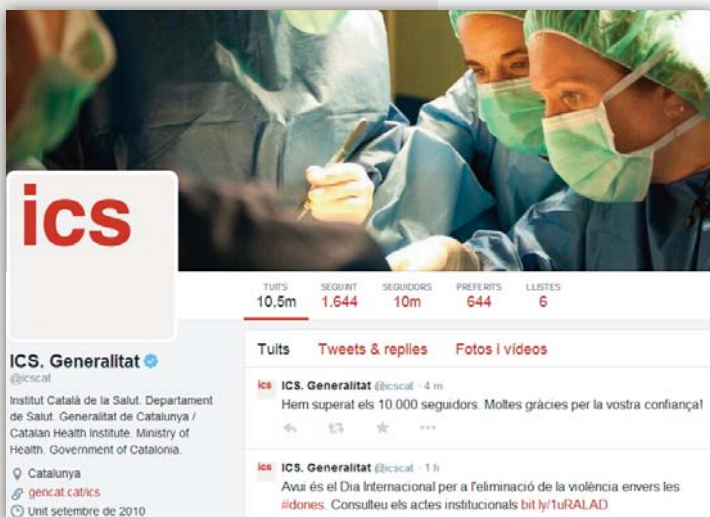 ics
TUITS SEGUINT SEGUIDORS PREFERITS LLISTES
10,5m 1.644 10m 644 6
ICS. Generalitat
@icscat
Institut Català de la Salut. Departament
de Salut. Generalitat de Catalunya /
Catalan Health Institute. Ministry of
Health. Government of Catalonia.
Catalunya
gencat.cat/ics
Unit setembre de 2010
Tuits Tweets & replies Fotos i vídeos
ics ICS. Generalitat @icscat · 4 m
Hem superat els 10.000 seguidors. Moltes gràcies per la vostra confiança!
ics ICS. Generalitat @icscat · 1 h
Avui és el Dia Internacional per a l'eliminació de la violència envers les
#dones. Consulteu els actes institucionals bit.ly/1uRALAD